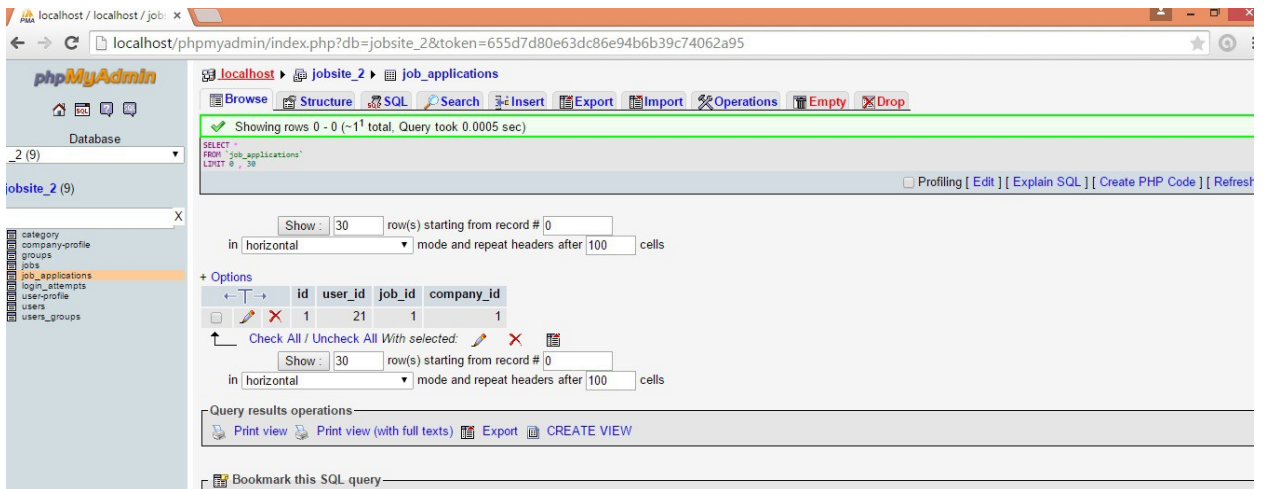 localhost / localhost / job
localhost/phpmyadmin/index.php?db=jobsite_2&token=655d7d80e63dc86e94b6b39c74062a95
phpMyAdmin
Database
_2 (9)
jobsite_2 (9)
X
category
company-profile
groups
jobs
job_applications
login_attempts
user-profile
users
users_groups
localhost jobsite_2 job_applications
Browse Structure SQL Search Insert Export Import Operations Empty Drop
Showing rows 0 - 0 (~1¹ total, Query took 0.0005 sec)
SELECT *
FROM `job_applications`
LIMIT 0 , 30
Profiling [ Edit ] [ Explain SQL ] [ Create PHP Code ] [ Refresh
Show : 30 row(s) starting from record # 0
in horizontal mode and repeat headers after 100 cells
+ Options
←T→ id user_id job_id company_id
1 21 1 1
Check All / Uncheck All With selected:
Show : 30 row(s) starting from record # 0
in horizontal mode and repeat headers after 100 cells
Query results operations
Print view Print view (with full texts) Export CREATE VIEW
Bookmark this SQL query